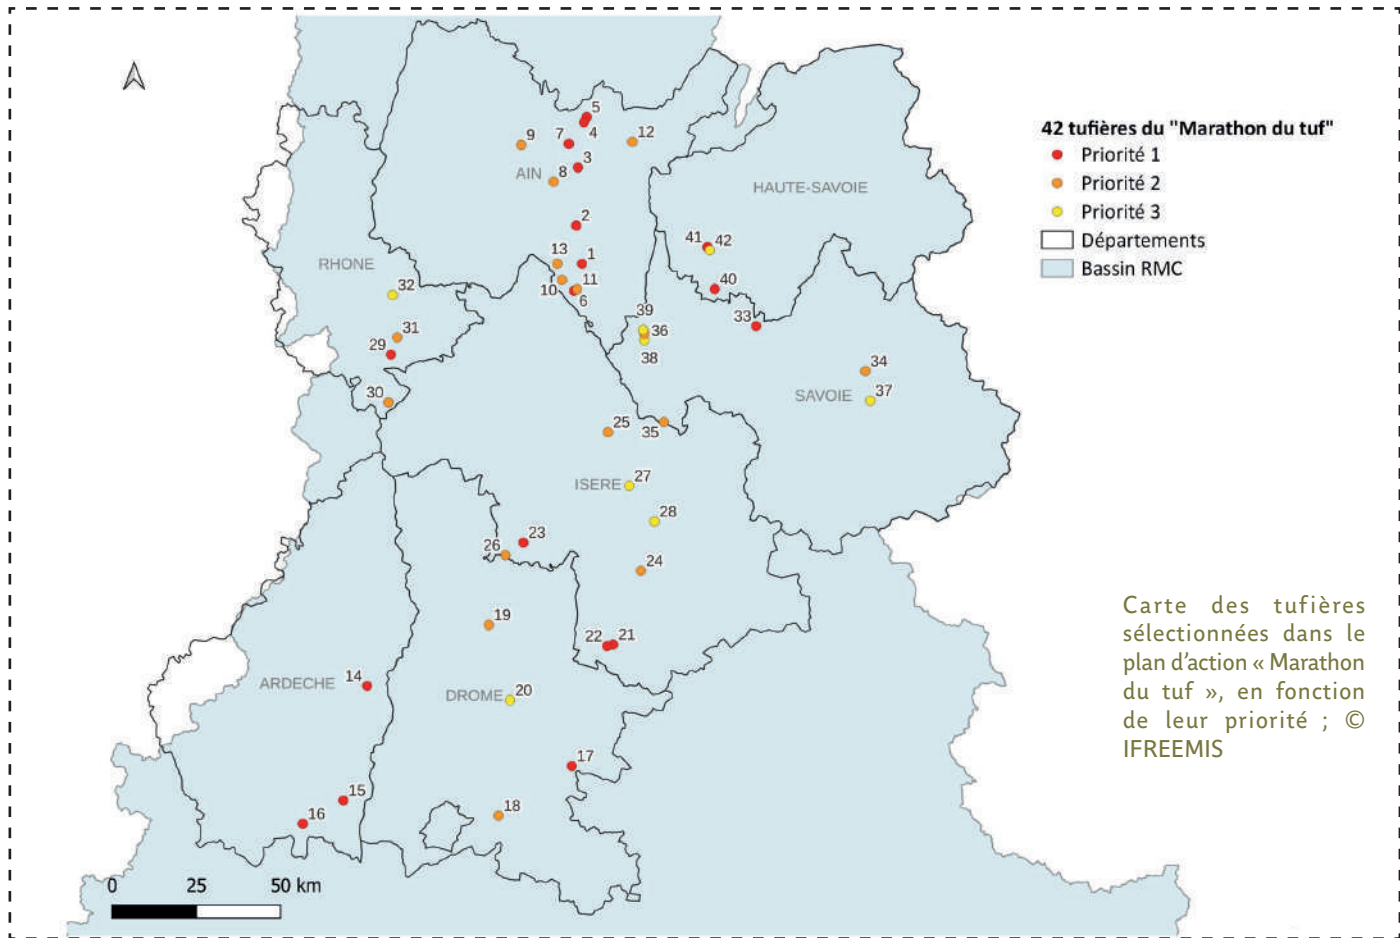 5
9
7
4
12
3
AIN
8
HAUTE-SAVOIE
2
41
42
13
1
RHONE
11
10
6
40
32
39
33
31
36
29
38
34
30
37
SAVOIE
25
35
27
ISERE
28
23
26
24
19
22
21
14
ARDECHE
20
DROME
17
15
18
16
0
25
50 km
42 tufières du "Marathon du tuf"
Priorité 1
Priorité 2
Priorité 3
Départements
Bassin RMC
Carte des tufières
sélectionnées dans le
plan d’action « Marathon
du tuf », en fonction
de leur priorité ; ©
IFREEMIS